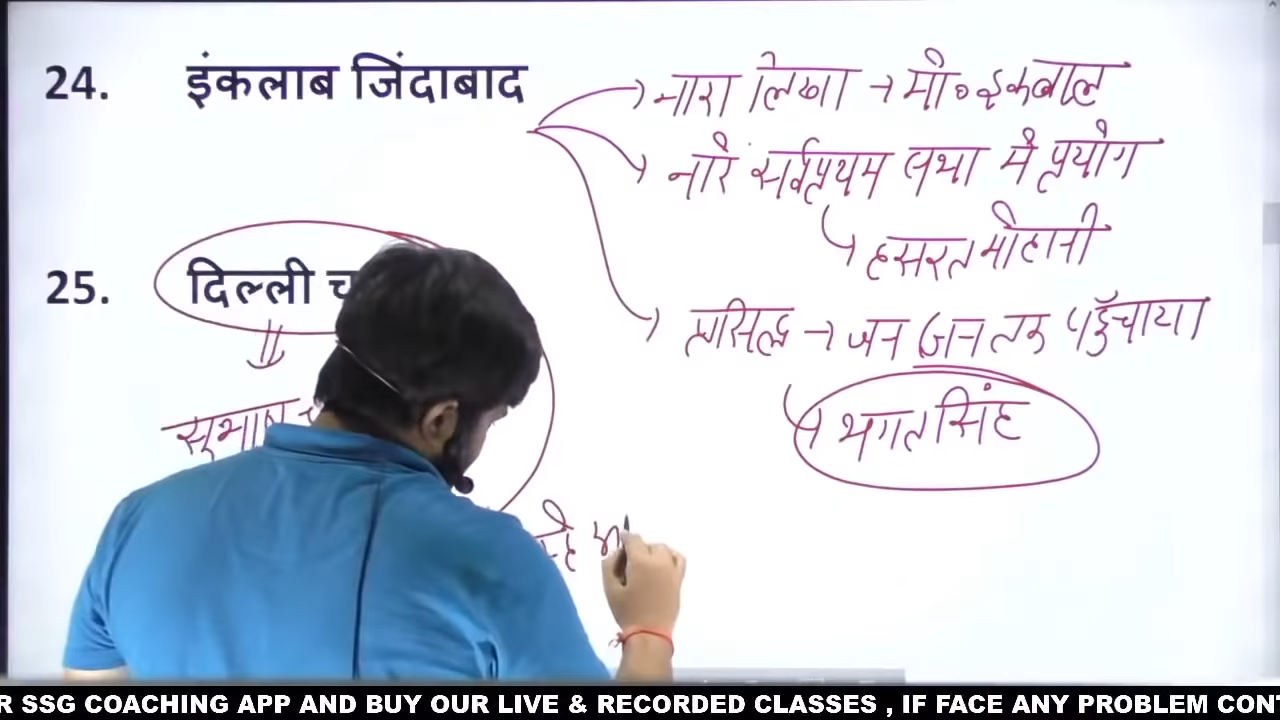 24. इंकलाब जिंदाबाद
नारा लिखा → मो० इकबाल
नारे सर्वप्रथम सभा मे प्रयोग
हसरत मोहानी
25. दिल्ली
प्रसिद्ध → जन जन तक पहुँचाया
भगतसिंह
सुभाष
R SSG COACHING APP AND BUY OUR LIVE & RECORDED CLASSES , IF FACE ANY PROBLEM CONT